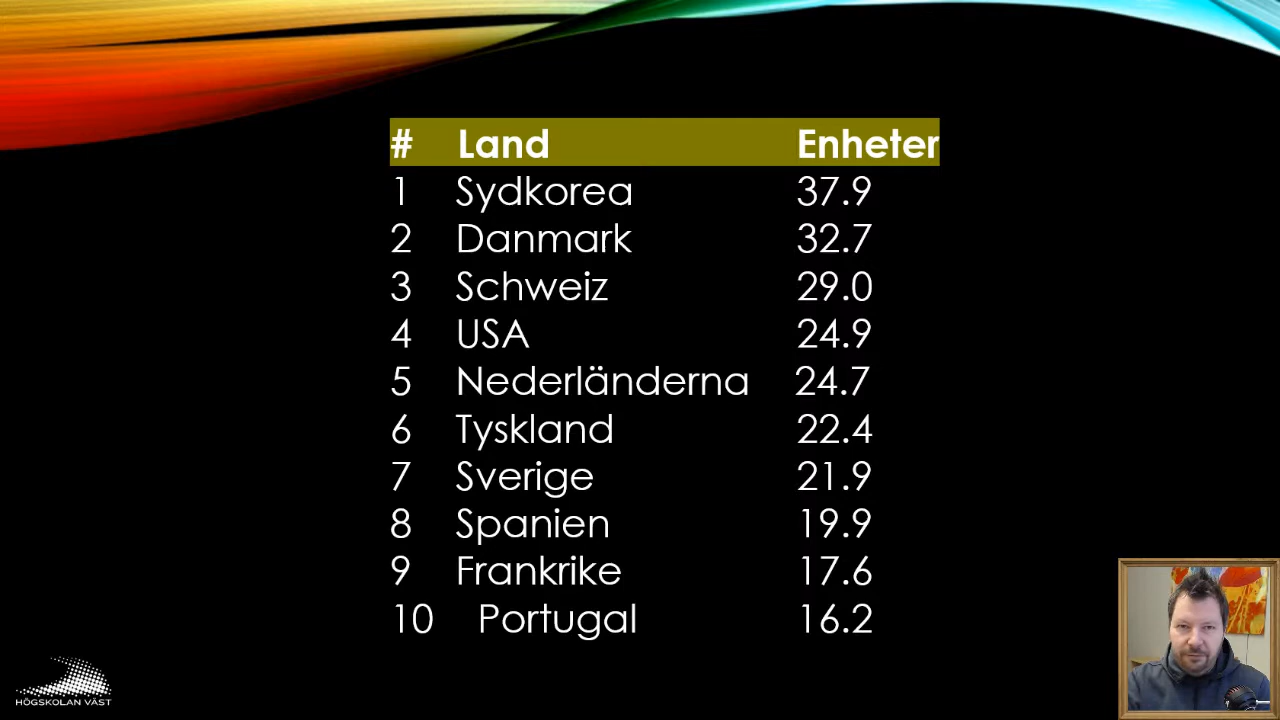 # Land Enheter
1 Sydkorea 37.9
2 Danmark 32.7
3 Schweiz 29.0
4 USA 24.9
5 Nederländerna 24.7
6 Tyskland 22.4
7 Sverige 21.9
8 Spanien 19.9
9 Frankrike 17.6
10 Portugal 16.2
HÖGSKOLAN VÄST